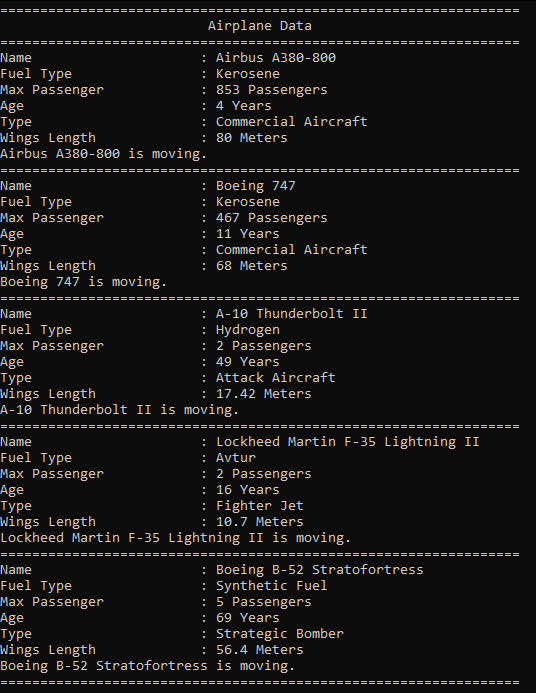 =================================================================
Airplane Data
=================================================================
Name : Airbus A380-800
Fuel Type : Kerosene
Max Passenger : 853 Passengers
Age : 4 Years
Type : Commercial Aircraft
Wings Length : 80 Meters
Airbus A380-800 is moving.
=================================================================
Name : Boeing 747
Fuel Type : Kerosene
Max Passenger : 467 Passengers
Age : 11 Years
Type : Commercial Aircraft
Wings Length : 68 Meters
Boeing 747 is moving.
=================================================================
Name : A-10 Thunderbolt II
Fuel Type : Hydrogen
Max Passenger : 2 Passengers
Age : 49 Years
Type : Attack Aircraft
Wings Length : 17.42 Meters
A-10 Thunderbolt II is moving.
=================================================================
Name : Lockheed Martin F-35 Lightning II
Fuel Type : Avtur
Max Passenger : 2 Passengers
Age : 16 Years
Type : Fighter Jet
Wings Length : 10.7 Meters
Lockheed Martin F-35 Lightning II is moving.
=================================================================
Name : Boeing B-52 Stratofortress
Fuel Type : Synthetic Fuel
Max Passenger : 5 Passengers
Age : 69 Years
Type : Strategic Bomber
Wings Length : 56.4 Meters
Boeing B-52 Stratofortress is moving.
=================================================================